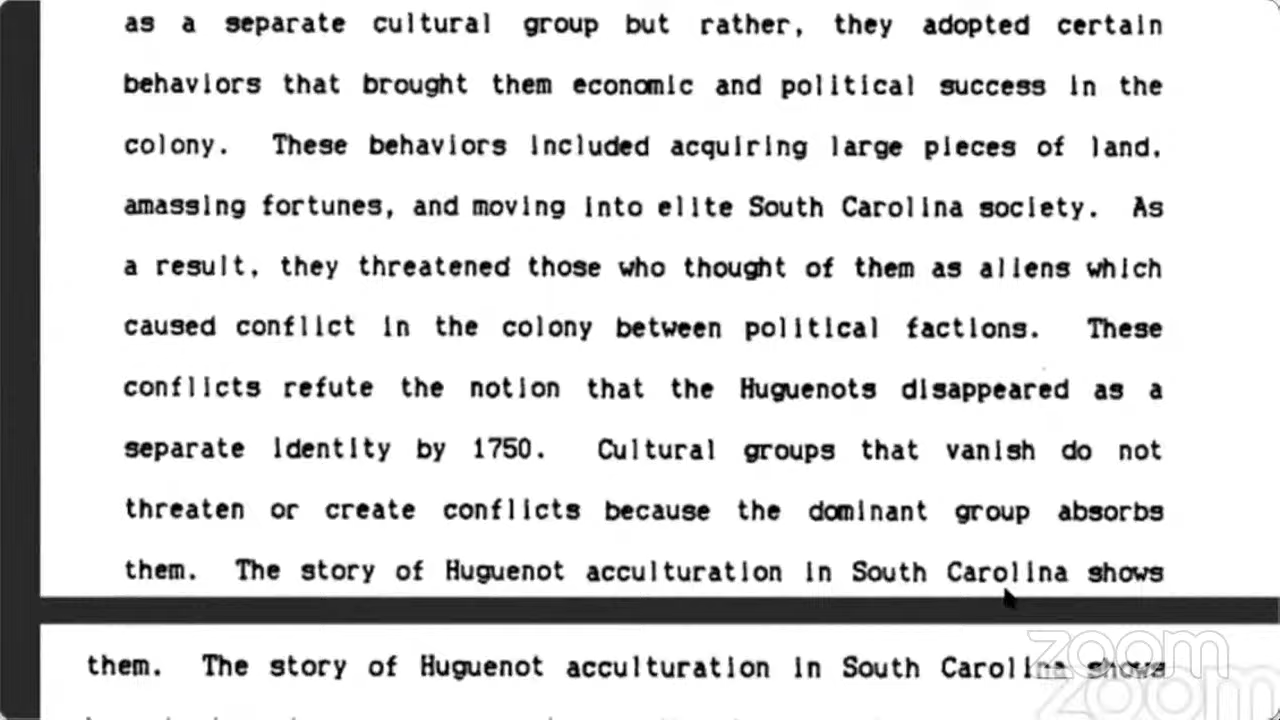 as a separate cultural group but rather, they adopted certain
behaviors that brought them economic and political success in the
colony. These behaviors included acquiring large pieces of land,
amassing fortunes, and moving into elite South Carolina society. As
a result, they threatened those who thought of them as aliens which
caused conflict in the colony between political factions. These
conflicts refute the notion that the Huguenots disappeared as a
separate identity by 1750. Cultural groups that vanish do not
threaten or create conflicts because the dominant group absorbs
them. The story of Huguenot acculturation in South Carolina shows
them. The story of Huguenot acculturation in South Carolina shows
zoom
zoom